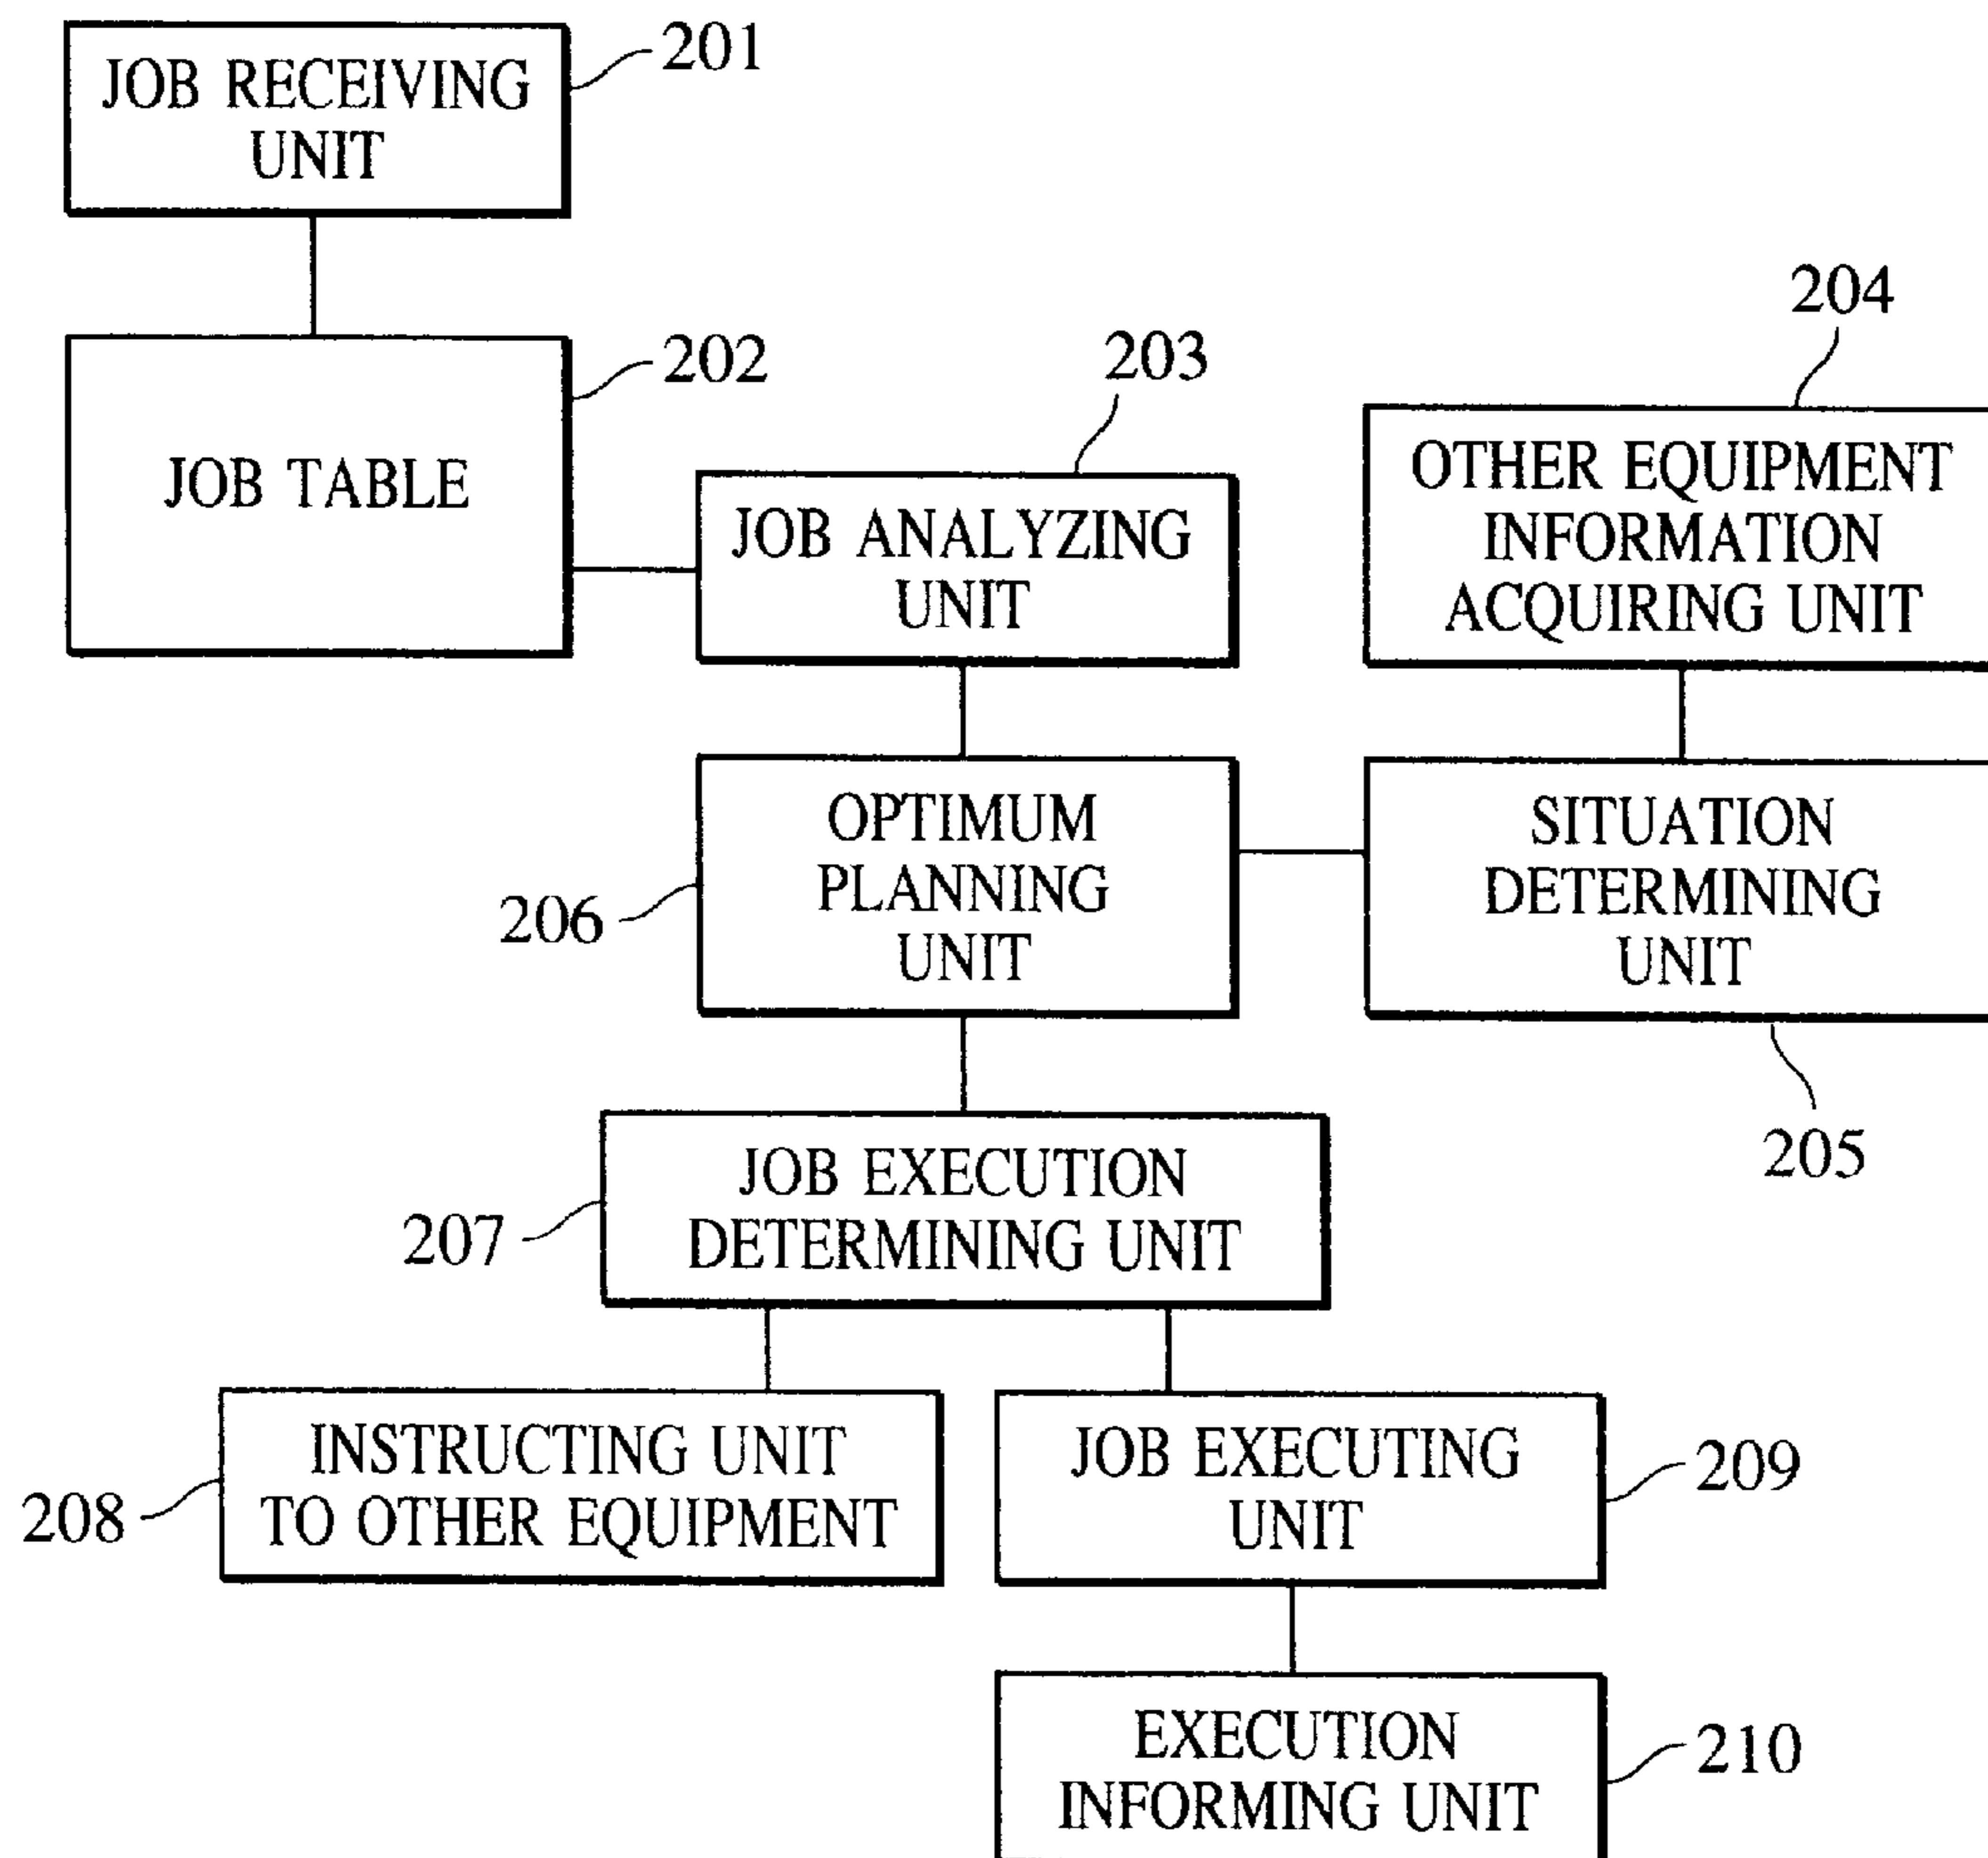 JOB RECEIVING
UNIT
201
JOB TABLE
202
JOB ANALYZING
UNIT
203
OTHER EQUIPMENT
INFORMATION
ACQUIRING UNIT
204
OPTIMUM
PLANNING
UNIT
206
SITUATION
DETERMINING
UNIT
205
JOB EXECUTION
DETERMINING UNIT
207
INSTRUCTING UNIT
TO OTHER EQUIPMENT
208
JOB EXECUTING
UNIT
209
EXECUTION
INFORMING UNIT
210